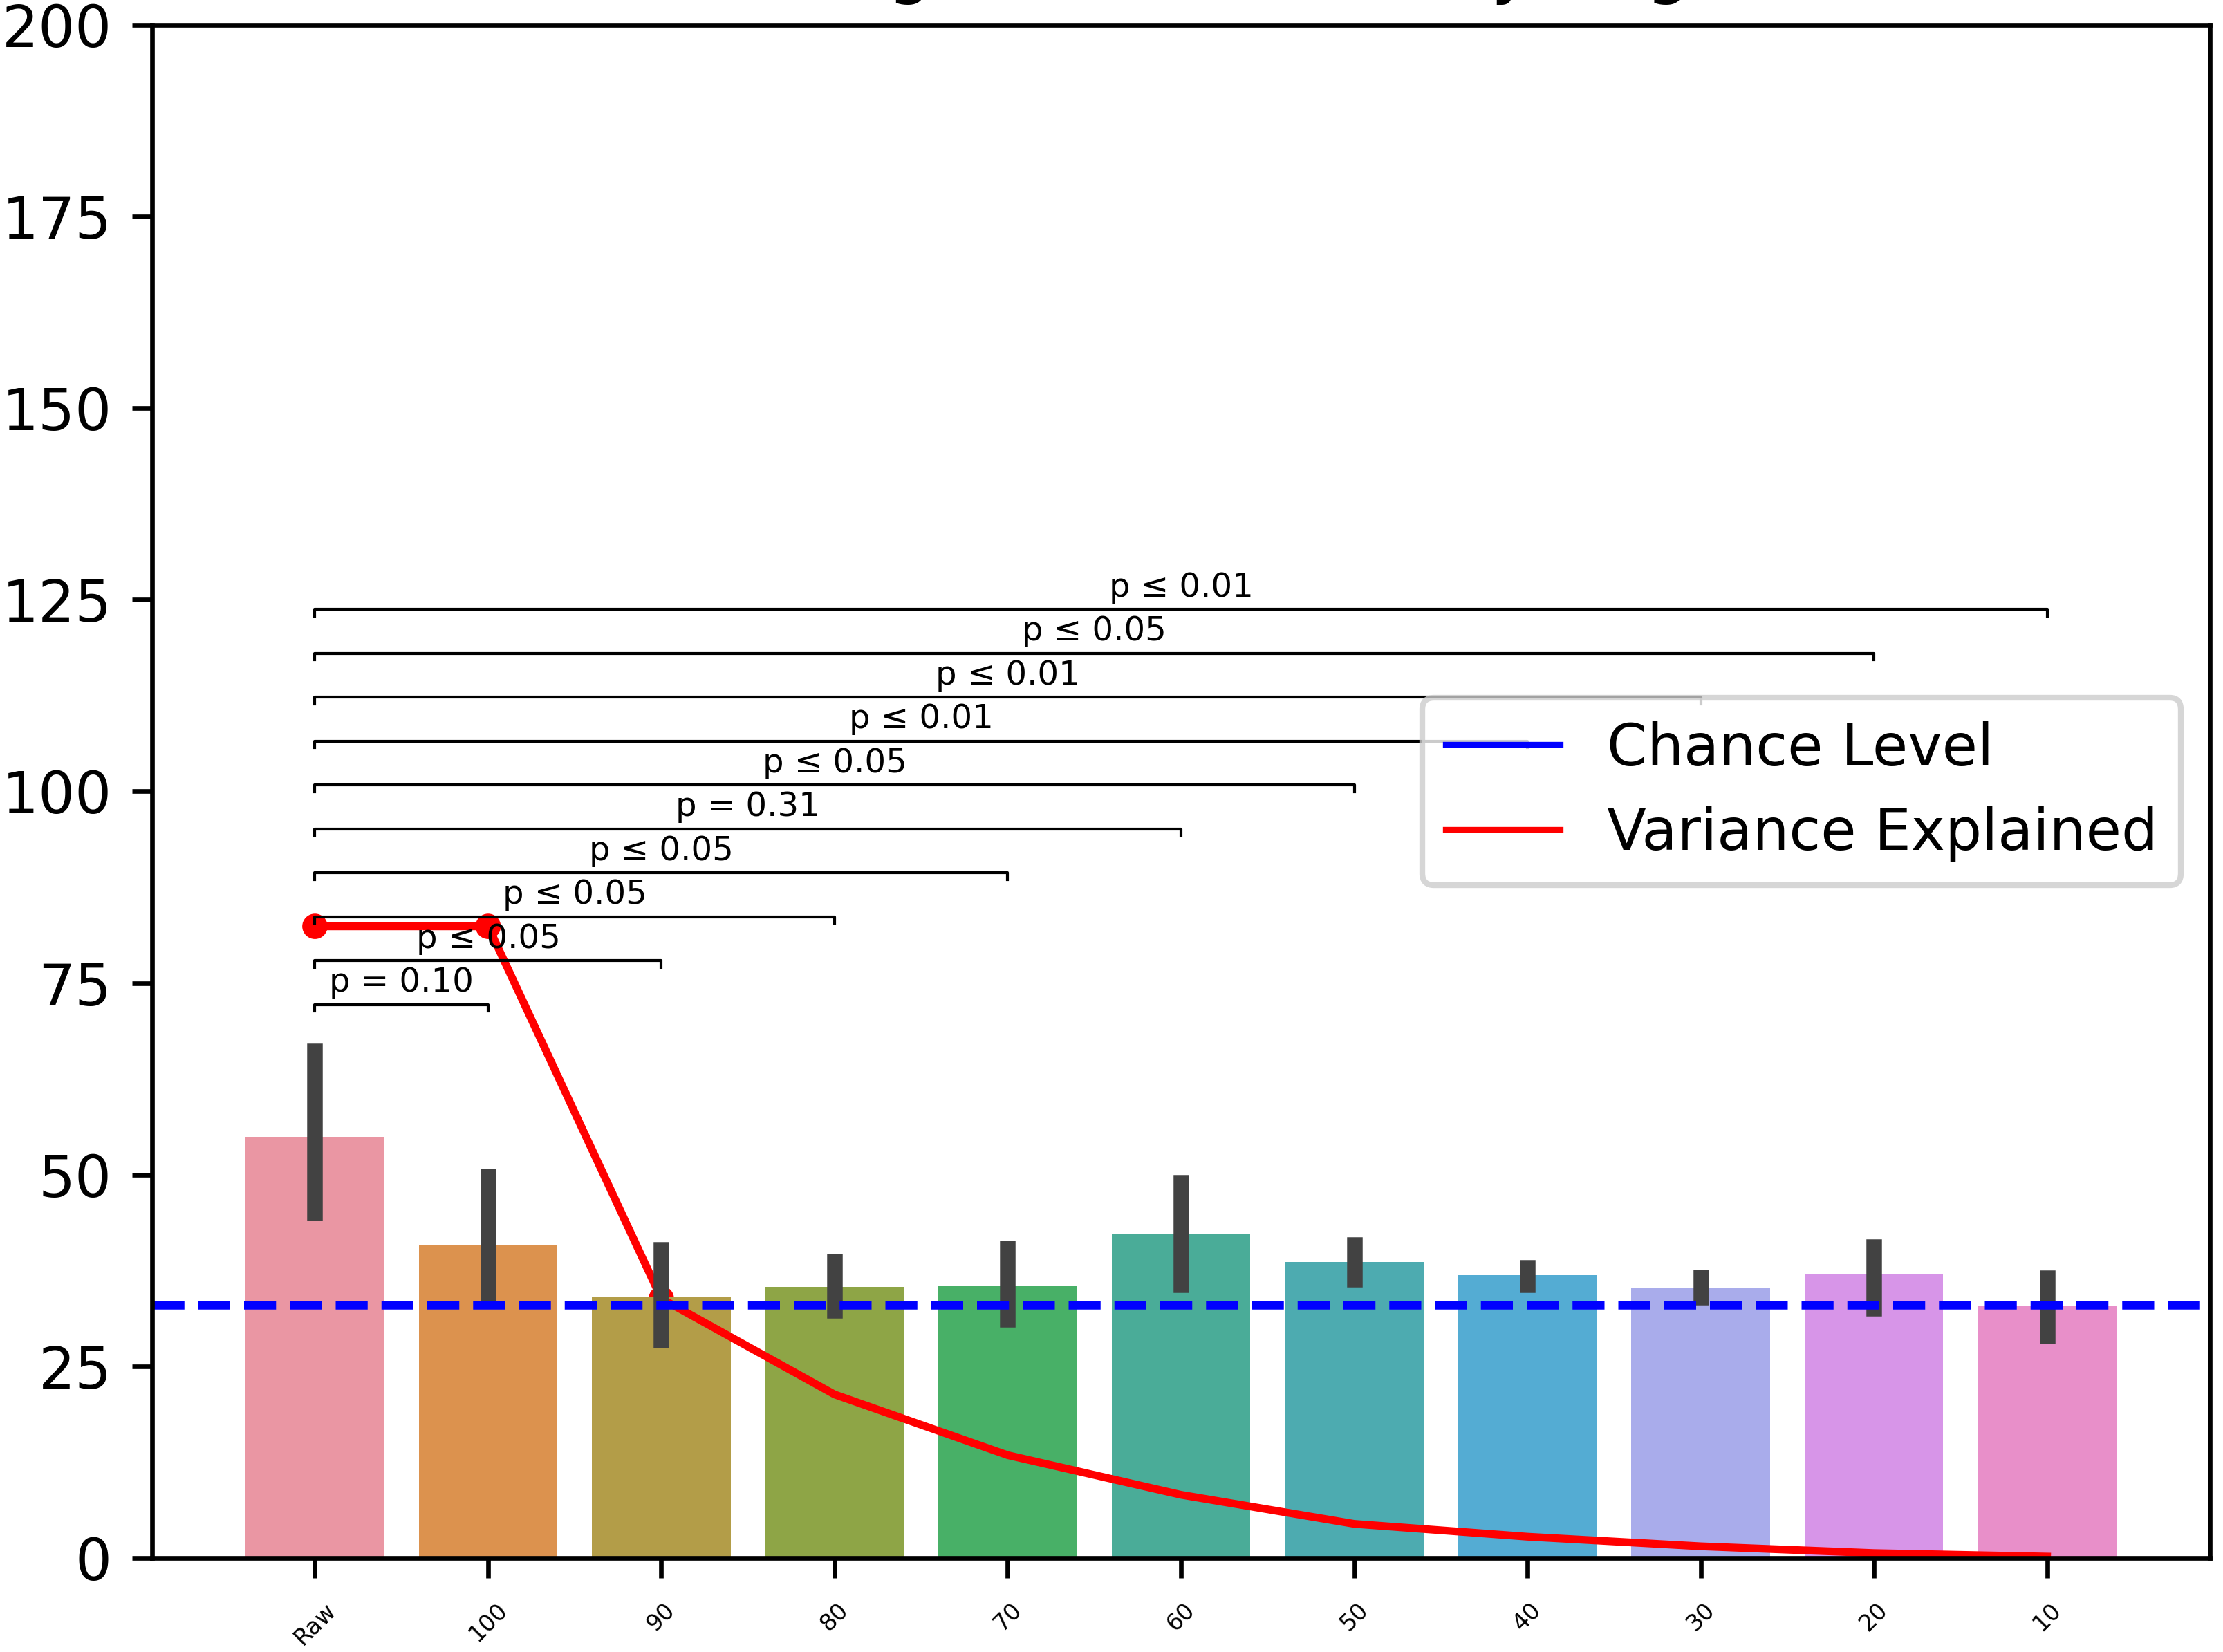 200
175
150
125
100
75
50
25
0
p ≤ 0.01
p ≤ 0.05
p ≤ 0.01
p ≤ 0.01
p ≤ 0.05
p = 0.31
p ≤ 0.05
p ≤ 0.05
p ≤ 0.05
p = 0.10
Chance Level
Variance Explained
Raw 100 90 80 70 60 50 40 30 20 10